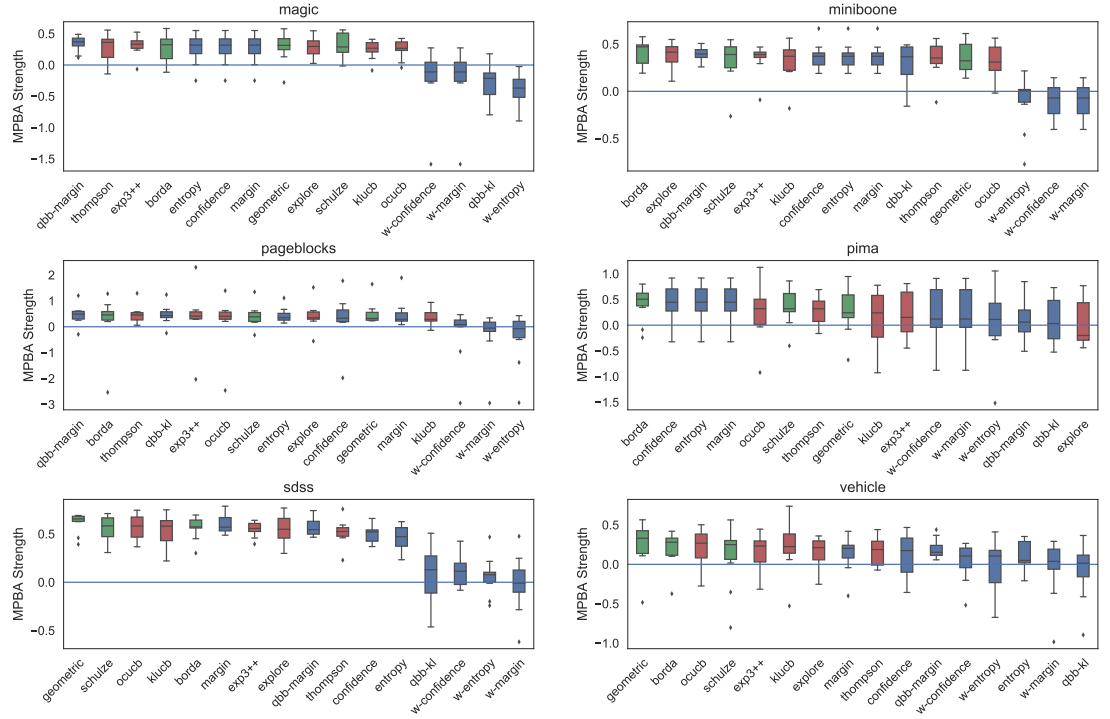 magic
MPBA Strength
0.5
0.0
−0.5
−1.0
−1.5
qbb-margin
thompson
exp3++
borda
entropy
confidence
margin
geometric
explore
schulze
klucb
ocucb
w-confidence
w-margin
qbb-kl
w-entropy
miniboone
MPBA Strength
0.5
0.0
−0.5
borda
explore
qbb-margin
schulze
exp3++
klucb
confidence
entropy
margin
qbb-kl
thompson
geometric
ocucb
w-entropy
w-confidence
w-margin
pageblocks
MPBA Strength
2
1
0
−1
−2
−3
qbb-margin
borda
thompson
qbb-kl
exp3++
ocucb
schulze
entropy
explore
confidence
geometric
margin
klucb
w-confidence
w-margin
w-entropy
pima
MPBA Strength
1.0
0.5
0.0
−0.5
−1.0
−1.5
borda
confidence
entropy
margin
ocucb
schulze
thompson
geometric
klucb
exp3++
w-confidence
w-margin
w-entropy
qbb-margin
qbb-kl
explore
sdss
MPBA Strength
0.5
0.0
−0.5
geometric
schulze
ocucb
klucb
borda
margin
exp3++
explore
qbb-margin
thompson
confidence
entropy
qbb-kl
w-confidence
w-entropy
w-margin
vehicle
MPBA Strength
0.5
0.0
−0.5
−1.0
geometric
borda
ocucb
schulze
exp3++
klucb
explore
margin
thompson
confidence
qbb-margin
w-confidence
w-entropy
entropy
w-margin
qbb-kl